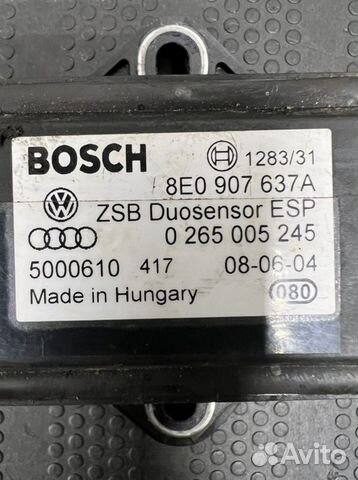 BOSCH 1283/31
8E0 907 637A
ZSB Duosensor ESP
0 265 005 245
5000610 417 08-06-04
Made in Hungary 080
Avito